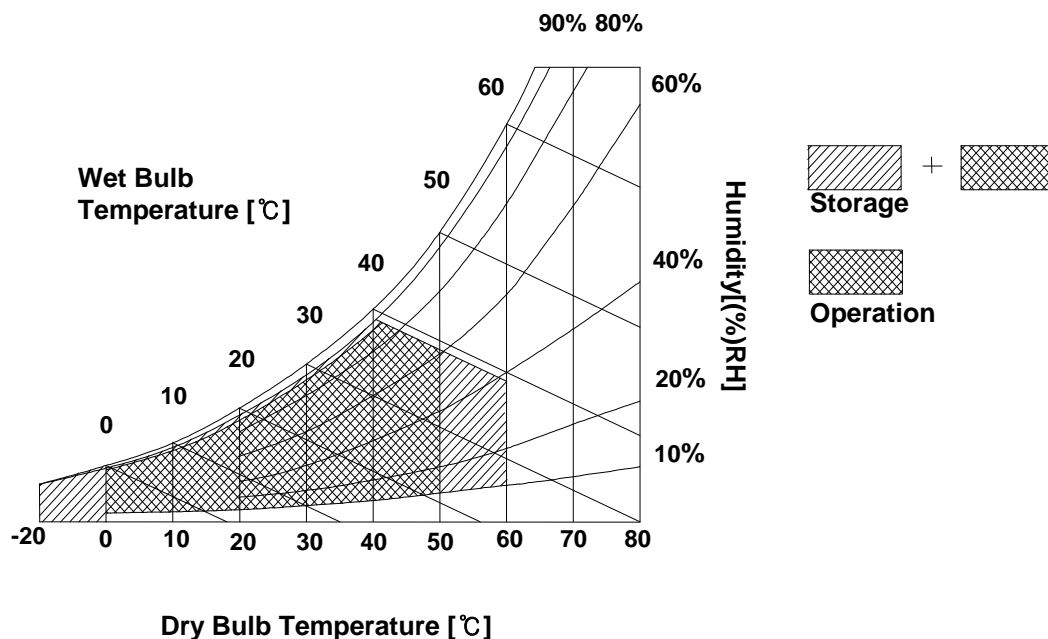 90% 80%
60
60%
Wet Bulb
Temperature [℃]
50
Storage
Humidity[(%)RH]
40
40%
Operation
30
20
20%
10
0
10%
-20 0 10 20 30 40 50 60 70 80
Dry Bulb Temperature [℃]